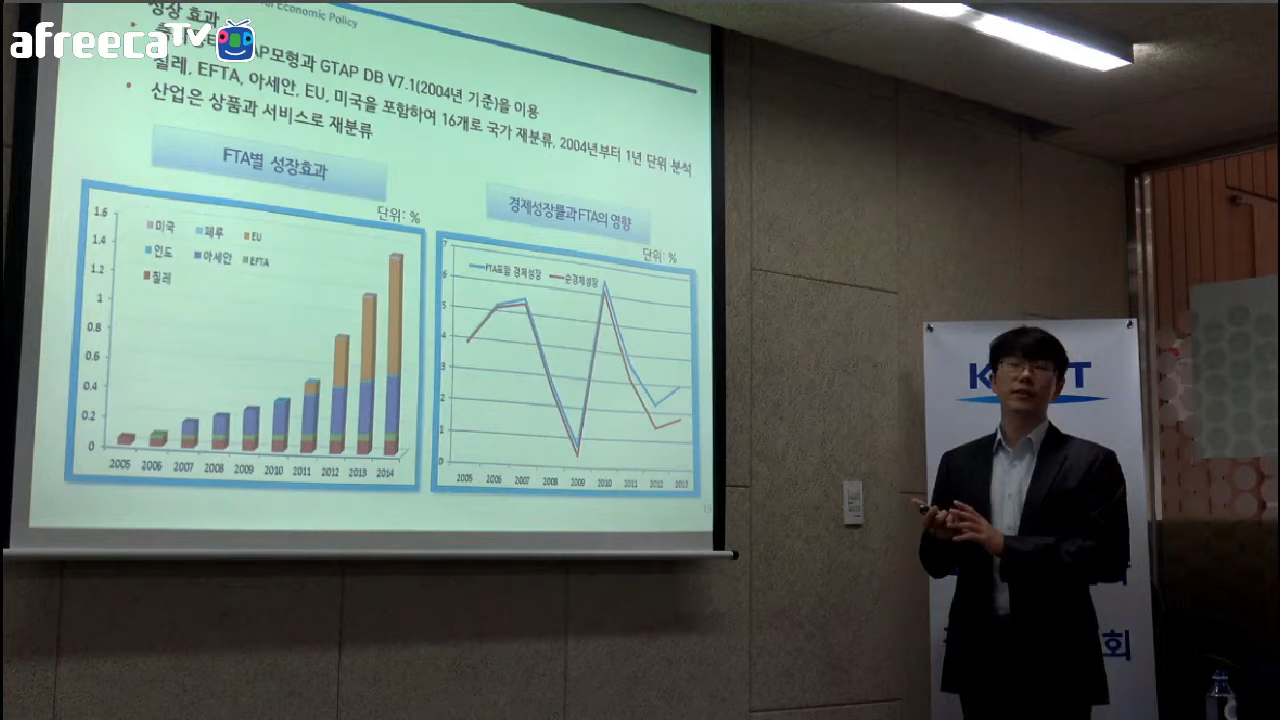 afreecaTV
Economic Policy
성장 효과
모형과 GTAP DB V7.1(2004년 기준)을 이용
칠레, EFTA, 아세안, EU, 미국을 포함하여 16개로 국가 재분류, 2004년부터 1년 단위 분석
산업은 상품과 서비스로 재분류
FTA별 성장효과
단위: %
1.6
1.4
1.2
1
0.8
0.6
0.4
0.2
0
미국 페루 EU
인도 아세안 EFTA
칠레
2005 2006 2007 2008 2009 2010 2011 2012 2013 2014
경제성장률과 FTA의 영향
단위: %
7
6
5
4
3
2
1
0
FTA포함 경제성장 순경제성장
2005 2006 2007 2008 2009 2010 2011 2012 2013
13
K T
회